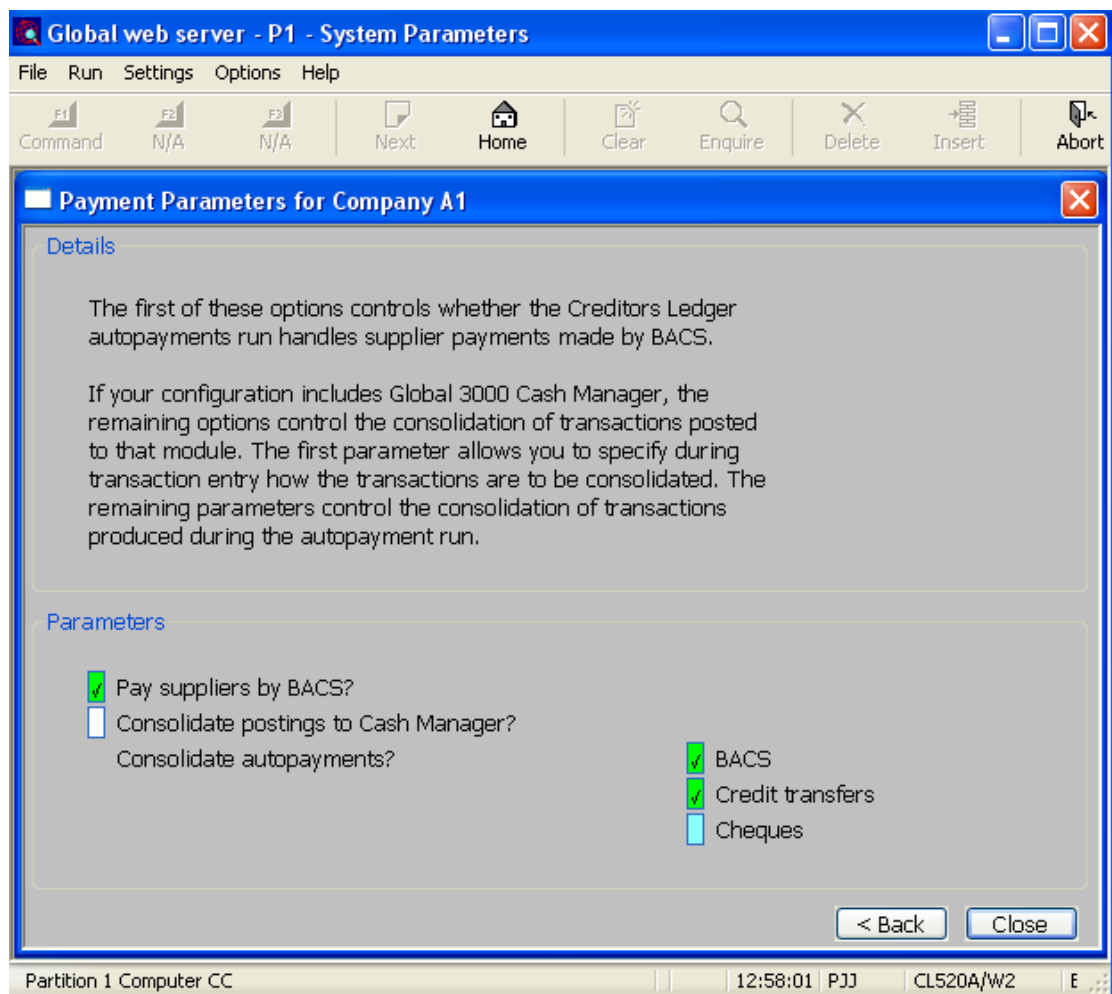 Global web server - P1 - System Parameters
File Run Settings Options Help
F1 F2 F3
Command N/A N/A Next Home Clear Enquire Delete Insert Abort
Payment Parameters for Company A1
Details
The first of these options controls whether the Creditors Ledger
autopayments run handles supplier payments made by BACS.
If your configuration includes Global 3000 Cash Manager, the
remaining options control the consolidation of transactions posted
to that module. The first parameter allows you to specify during
transaction entry how the transactions are to be consolidated. The
remaining parameters control the consolidation of transactions
produced during the autopayment run.
Parameters
Pay suppliers by BACS?
Consolidate postings to Cash Manager?
Consolidate autopayments? BACS
Credit transfers
Cheques
< Back Close
Partition 1 Computer CC 12:58:01 PJJ CL520A/W2 E